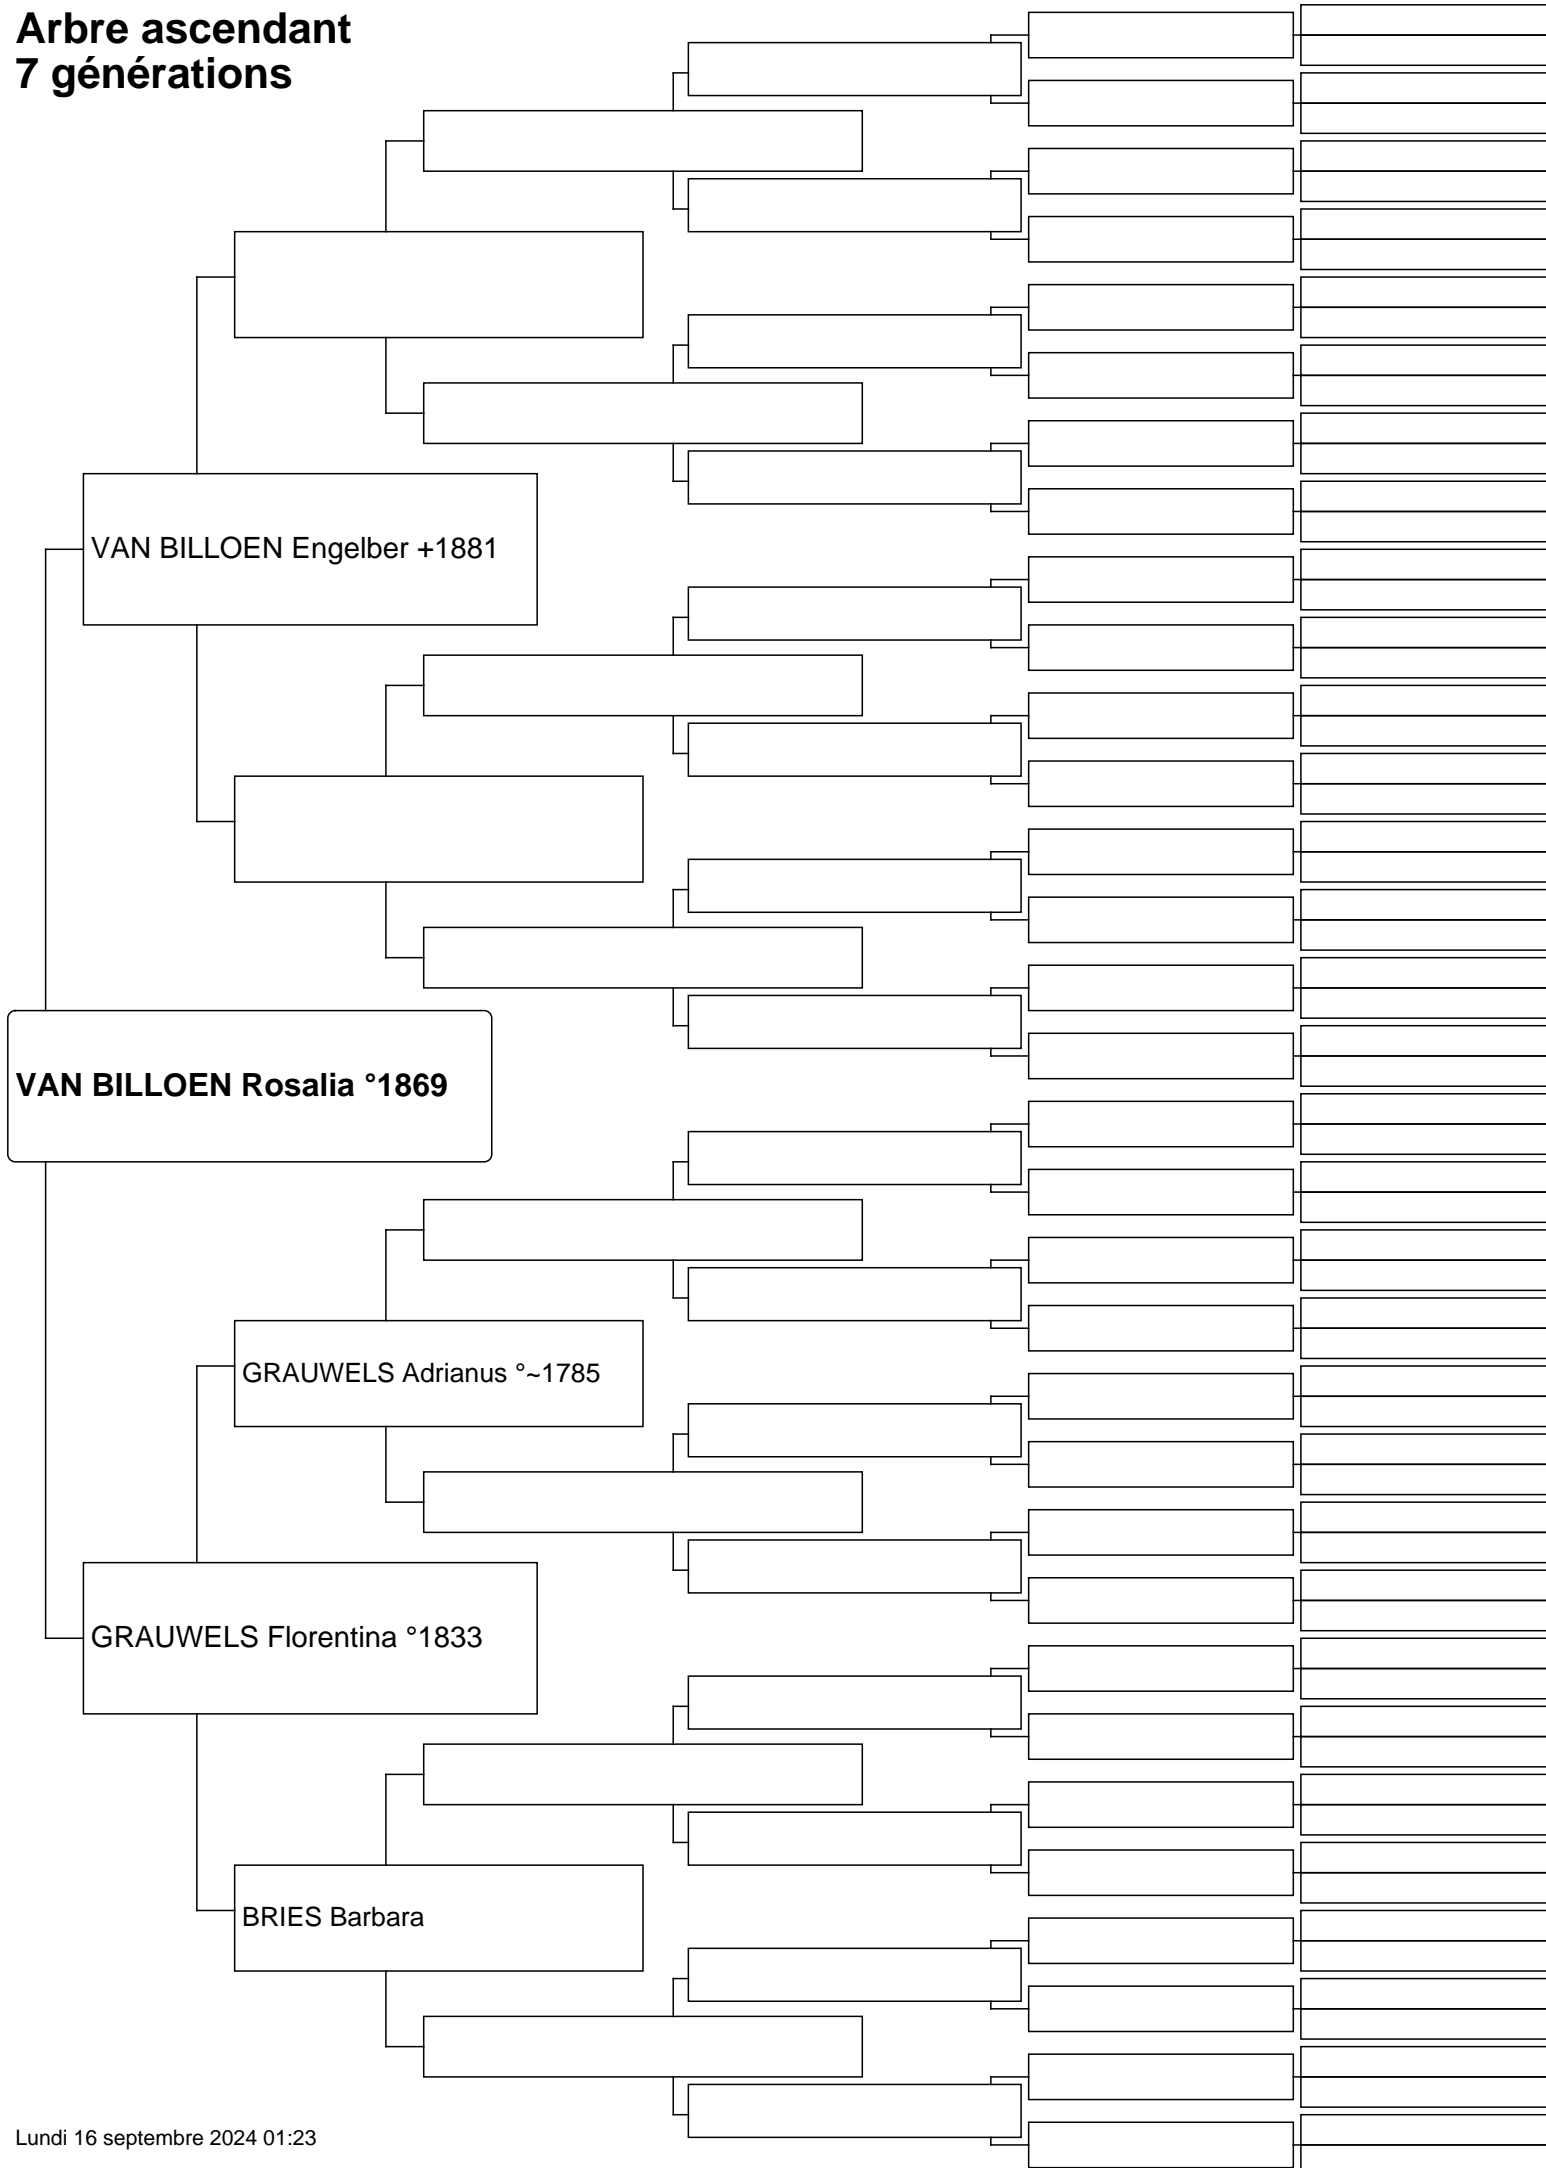 Arbre ascendant
7 générations
VAN BILLOEN Engelber +1881
VAN BILLOEN Rosalia °1869
GRAUWELS Adrianus °~1785
GRAUWELS Florentina °1833
BRIES Barbara
Lundi 16 septembre 2024 01:23